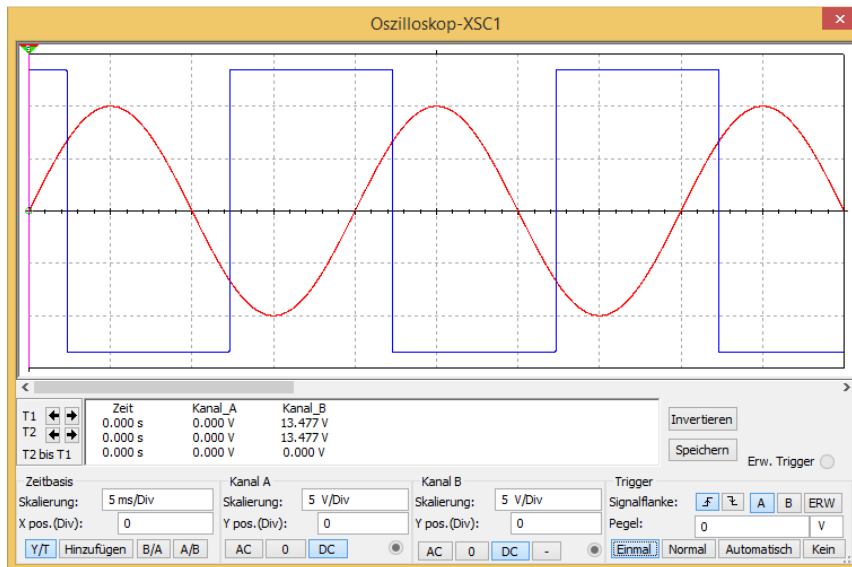 Oszilloskop-XSC1
Zeit Kanal_A Kanal_B
T1 0.000 s 0.000 V 13.477 V
T2 0.000 s 0.000 V 13.477 V
T2 bis T1 0.000 s 0.000 V 0.000 V
Invertieren
Speichern
Erw. Trigger
Zeitbasis
Skalierung: 5 ms/Div
X pos.(Div): 0
Y/T Hinzufügen B/A A/B
Kanal A
Skalierung: 5 V/Div
Y pos.(Div): 0
AC 0 DC
Kanal B
Skalierung: 5 V/Div
Y pos.(Div): 0
AC 0 DC -
Trigger
Signalflanke: A B ERW
Pegel: 0 V
Einmal Normal Automatisch Kein